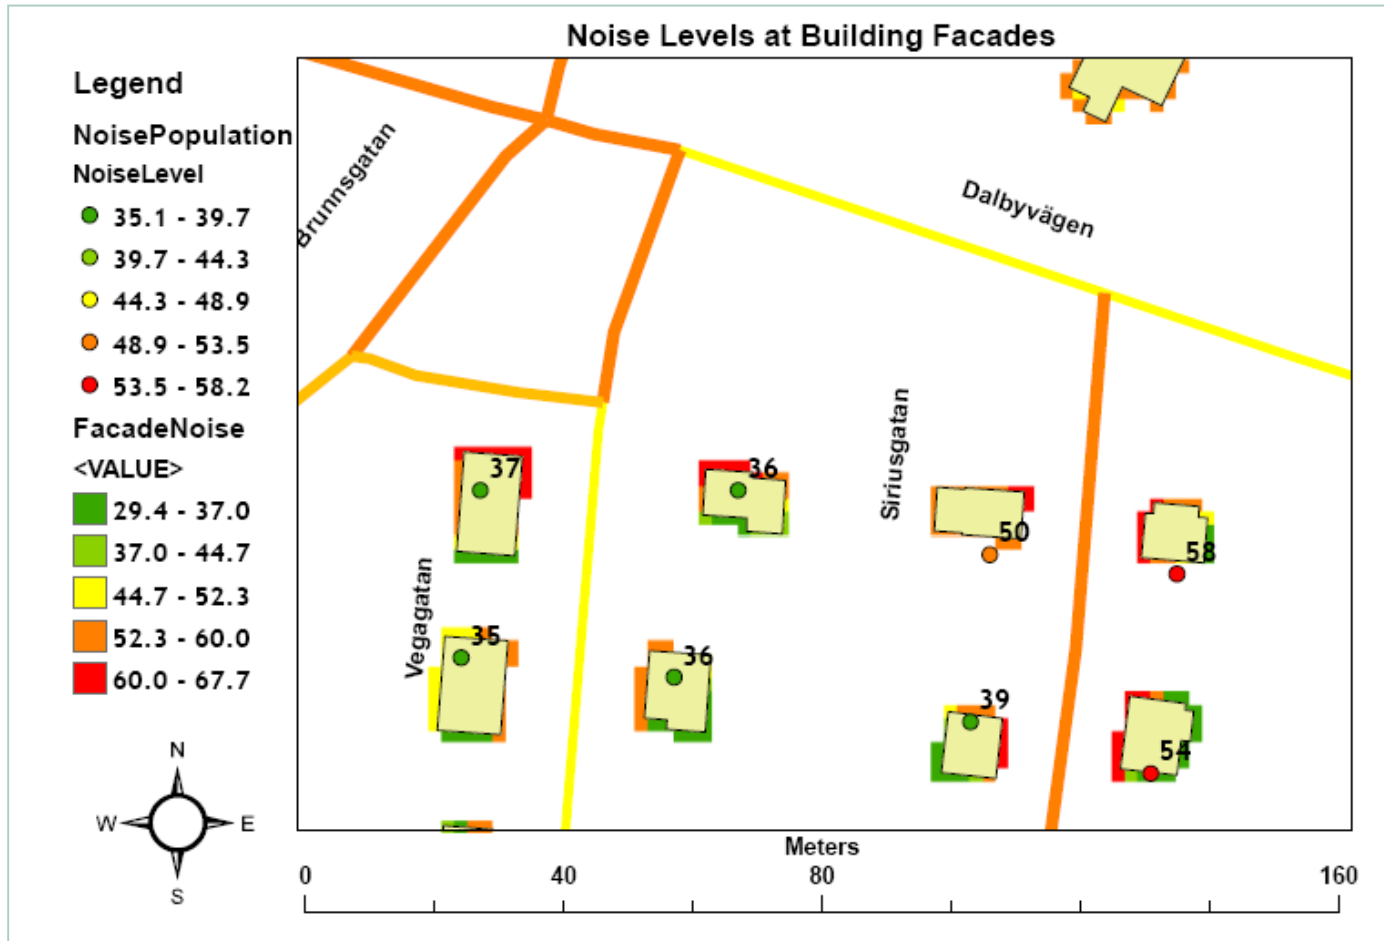 Noise Levels at Building Facades
Legend
NoisePopulation
NoiseLevel
35.1 - 39.7
39.7 - 44.3
44.3 - 48.9
48.9 - 53.5
53.5 - 58.2
FacadeNoise
<VALUE>
29.4 - 37.0
37.0 - 44.7
44.7 - 52.3
52.3 - 60.0
60.0 - 67.7
N
W
E
S
Brunnsgatan
Dalbyvägen
Siriusgatan
Vegagatan
37
36
50
58
35
36
39
54
Meters
0 40 80 160